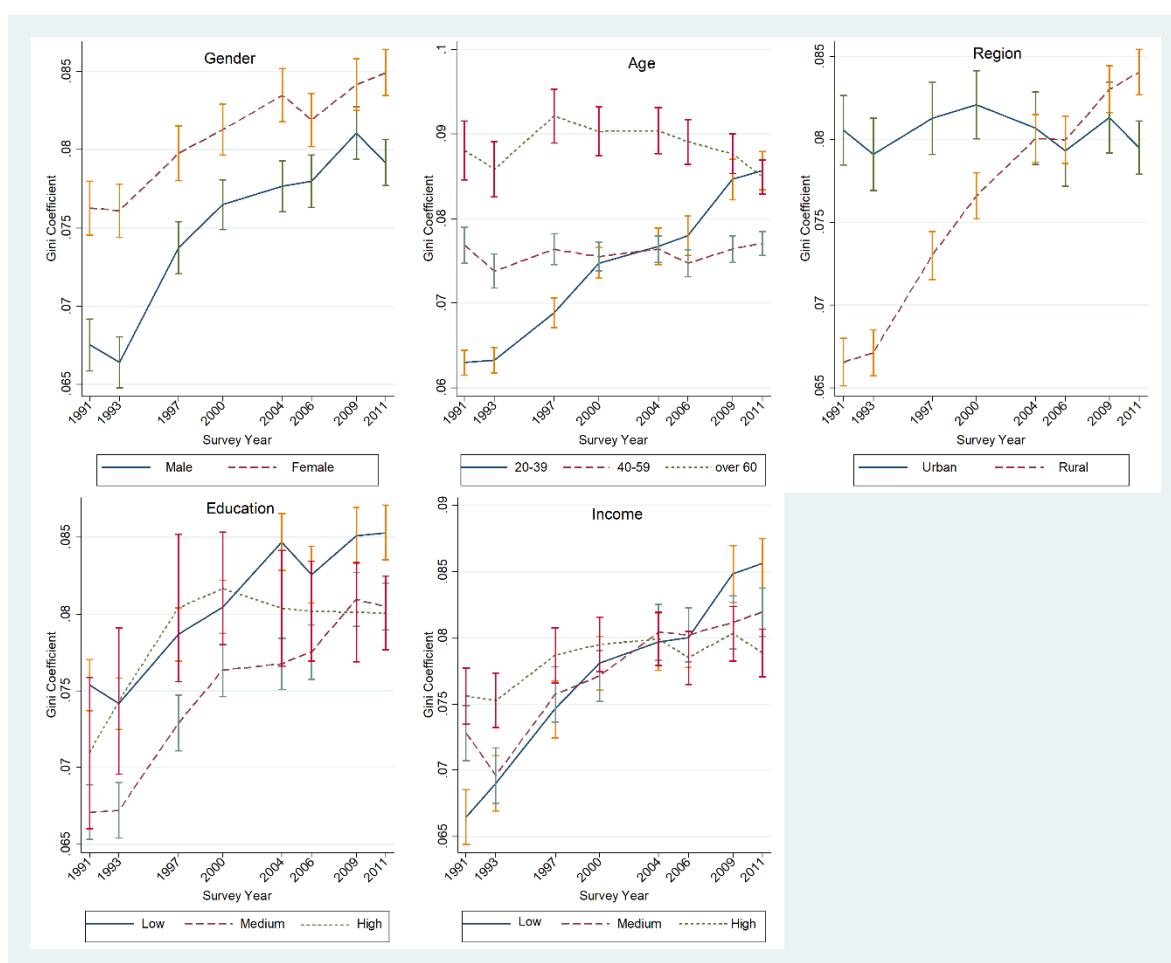 Gender
Gini Coefficient
.065
.07
.075
.08
.085
1991
1993
1997
2000
2004
2006
2009
2011
Survey Year
Male
Female
Age
Gini Coefficient
.06
.07
.08
.09
.1
1991
1993
1997
2000
2004
2006
2009
2011
Survey Year
20-39
40-59
over 60
Region
Gini Coefficient
.065
.07
.075
.08
.085
1991
1993
1997
2000
2004
2006
2009
2011
Survey Year
Urban
Rural
Education
Gini Coefficient
.065
.07
.075
.08
.085
1991
1993
1997
2000
2004
2006
2009
2011
Survey Year
Low
Medium
High
Income
Gini Coefficient
.065
.07
.075
.08
.085
.09
1991
1993
1997
2000
2004
2006
2009
2011
Survey Year
Low
Medium
High